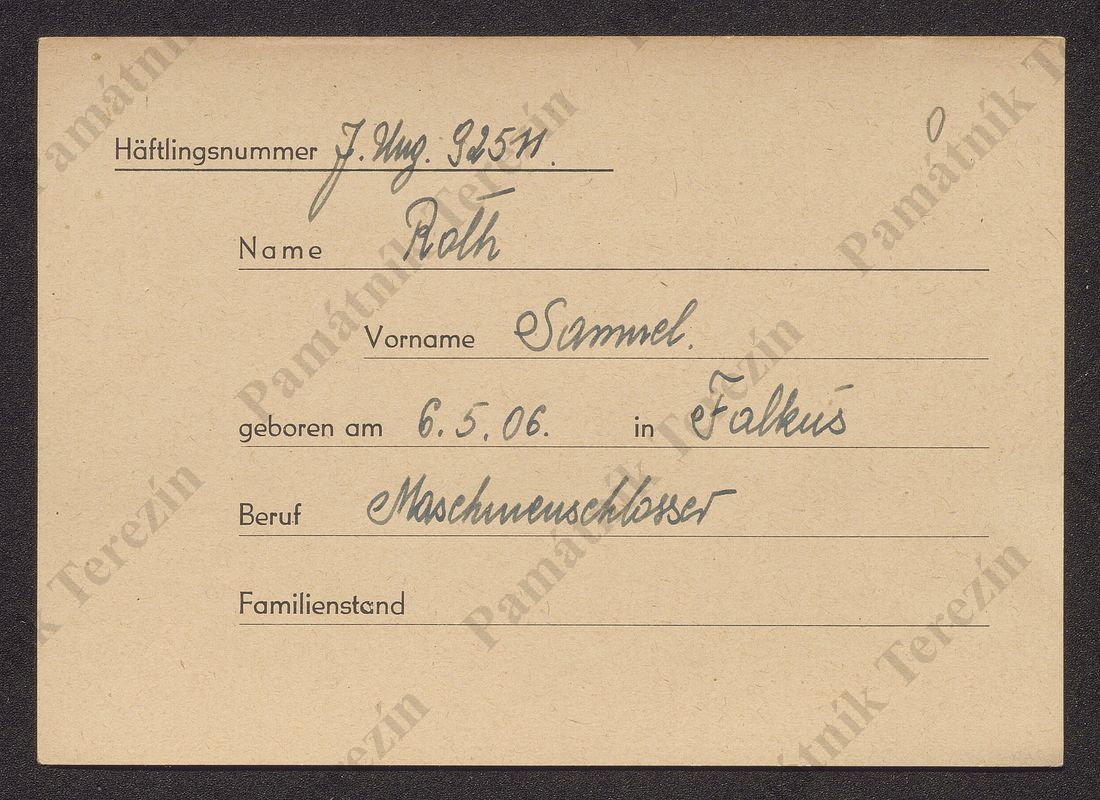 Häftlingsnummer J. Ung. 92511.
0
Name Roth
Vorname Samuel.
geboren am 6.5.06. in Falkus
Beruf Maschinenschlosser
Familienstand
Památník Terezín